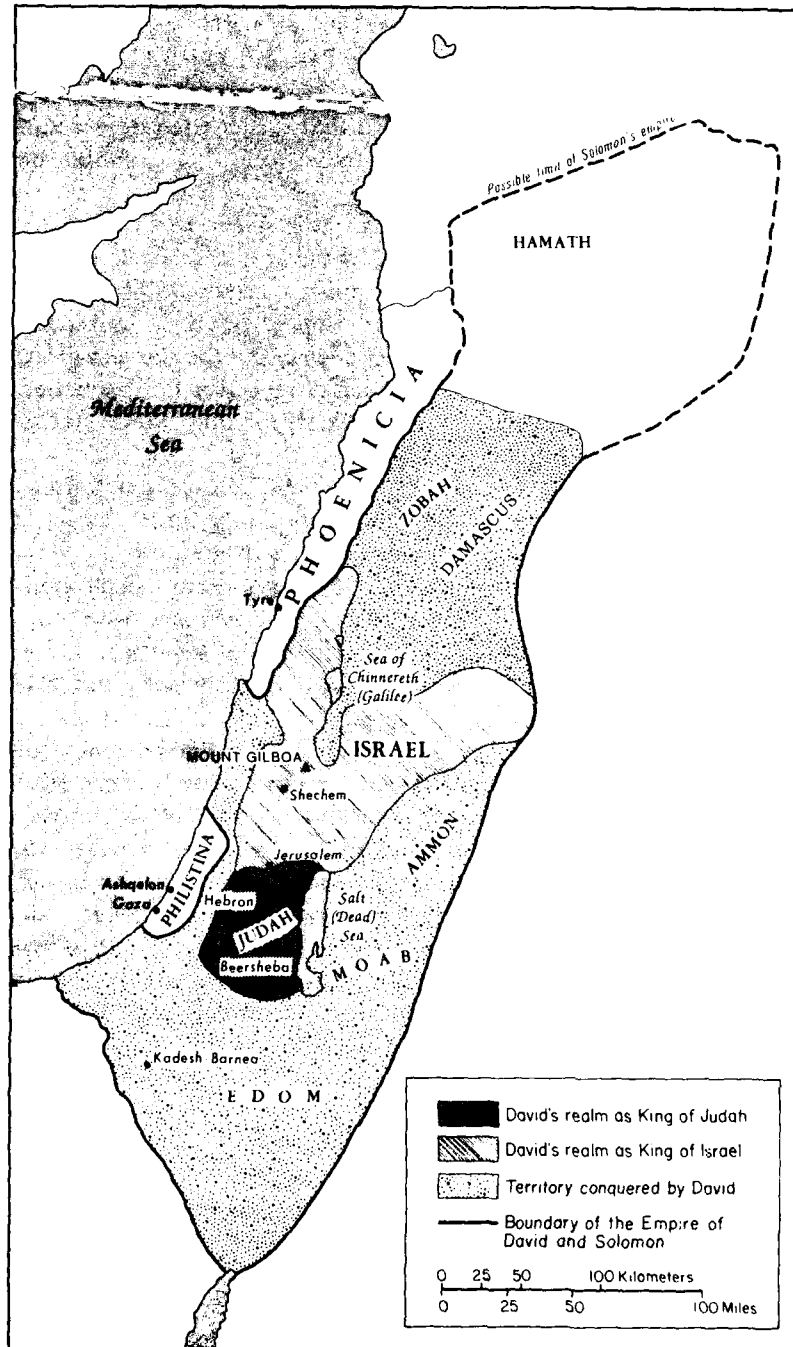 Possible limit of Solomon's empire
HAMATH
Mediterranean
Sea
PHOENICIA
ZOBAH
DAMASCUS
Tyre
Sea of
Chinnereth
(Galilee)
MOUNT GILBOA
ISRAEL
Shechem
AMMON
Jerusalem
PHILISTINA
Ashqelon
Gaza
Hebron
JUDAH
Salt
(Dead)
Sea
Beersheba
MOAB
Kadesh Barnea
EDOM
David's realm as King of Judah
David's realm as King of Israel
Territory conquered by David
Boundary of the Empire of
David and Solomon
0 25 50 100 Kilometers
0 25 50 100 Miles